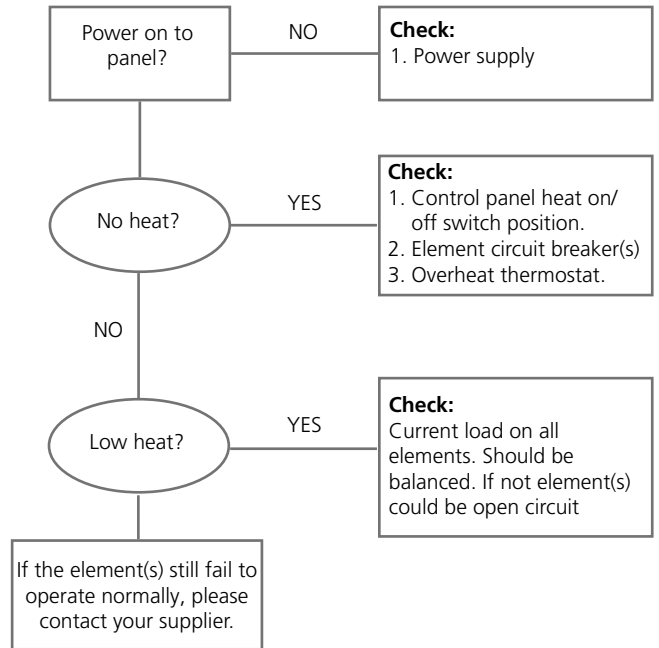 Power on to
panel?
NO
Check:
1. Power supply
No heat?
YES
Check:
1. Control panel heat on/
off switch position.
2. Element circuit breaker(s)
3. Overheat thermostat.
NO
Low heat?
YES
Check:
Current load on all
elements. Should be
balanced. If not element(s)
could be open circuit
If the element(s) still fail to
operate normally, please
contact your supplier.